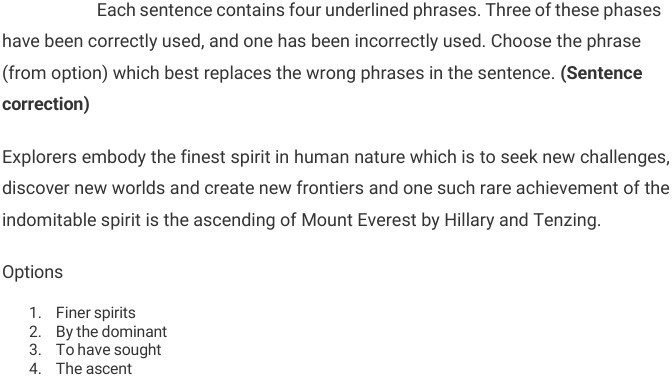 Each sentence contains four underlined phrases. Three of these phases
have been correctly used, and one has been incorrectly used. Choose the phrase
(from option) which best replaces the wrong phrases in the sentence. (Sentence
correction)
Explorers embody the finest spirit in human nature which is to seek new challenges,
discover new worlds and create new frontiers and one such rare achievement of the
indomitable spirit is the ascending of Mount Everest by Hillary and Tenzing.
Options
1. Finer spirits
2. By the dominant
3. To have sought
4. The ascent